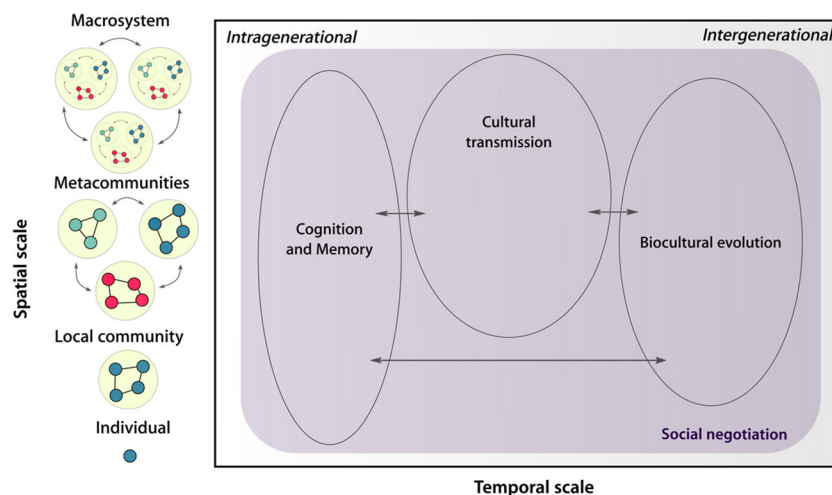 Macrosystem
Metacommunities
Local community
Individual
Spatial scale
Intragenerational
Intergenerational
Cultural
transmission
Cognition
and Memory
Biocultural evolution
Social negotiation
Temporal scale